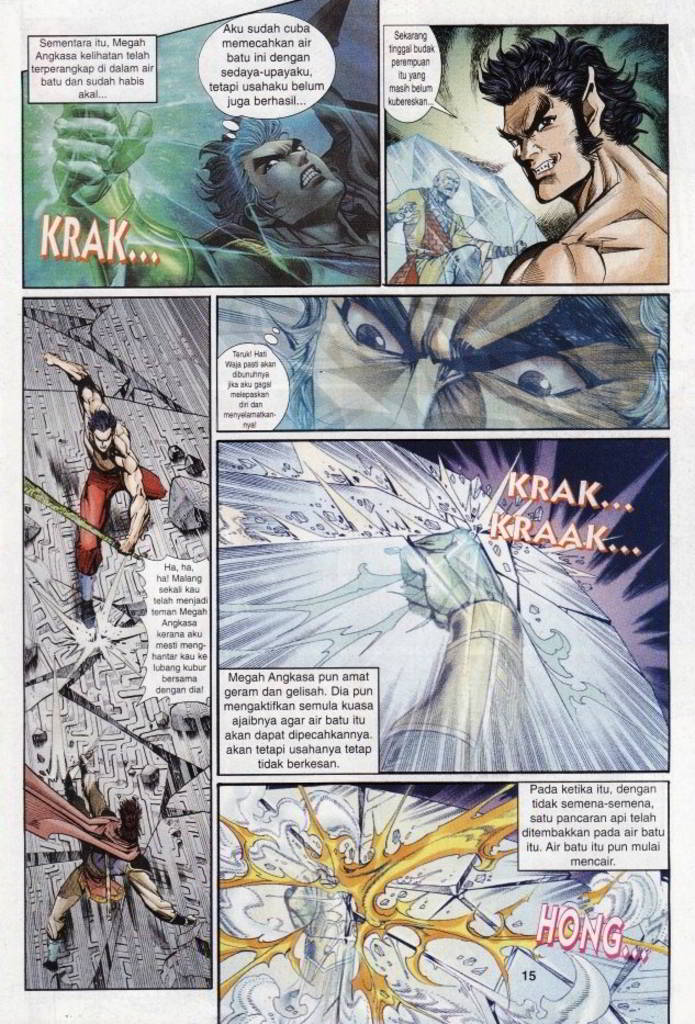 Sementara itu, Megah
Angkasa kelihatan telah
terperangkap di dalam air
batu dan sudah habis
akal...
Aku sudah cuba
memecahkan air
batu ini dengan
sedaya-upayaku,
tetapi usahaku belum
juga berhasil...
KRAK...
Sekarang
tinggal budak
perempuan
itu yang
masih belum
kubereskan!
Teruk! Hati
Waja pasti akan
dibunuhnya
jika aku gagal
melepaskan
diri dan
menyelamatkan-
nya!
Ha, ha,
ha! Malang
sekali kau
telah menjadi
teman Megah
Angkasa
kerana aku
mesti meng-
hantar kau ke
lubang kubur
bersama
dengan dia!
KRAK...
KRAAK...
Megah Angkasa pun amat
geram dan gelisah. Dia pun
mengaktifkan semula kuasa
ajaibnya agar air batu itu
akan dapat dipecahkannya.
akan tetapi usahanya tetap
tidak berkesan.
Pada ketika itu, dengan
tidak semena-semena,
satu pancaran api telah
ditembakkan pada air batu
itu. Air batu itu pun mulai
mencair.
HONG...
15